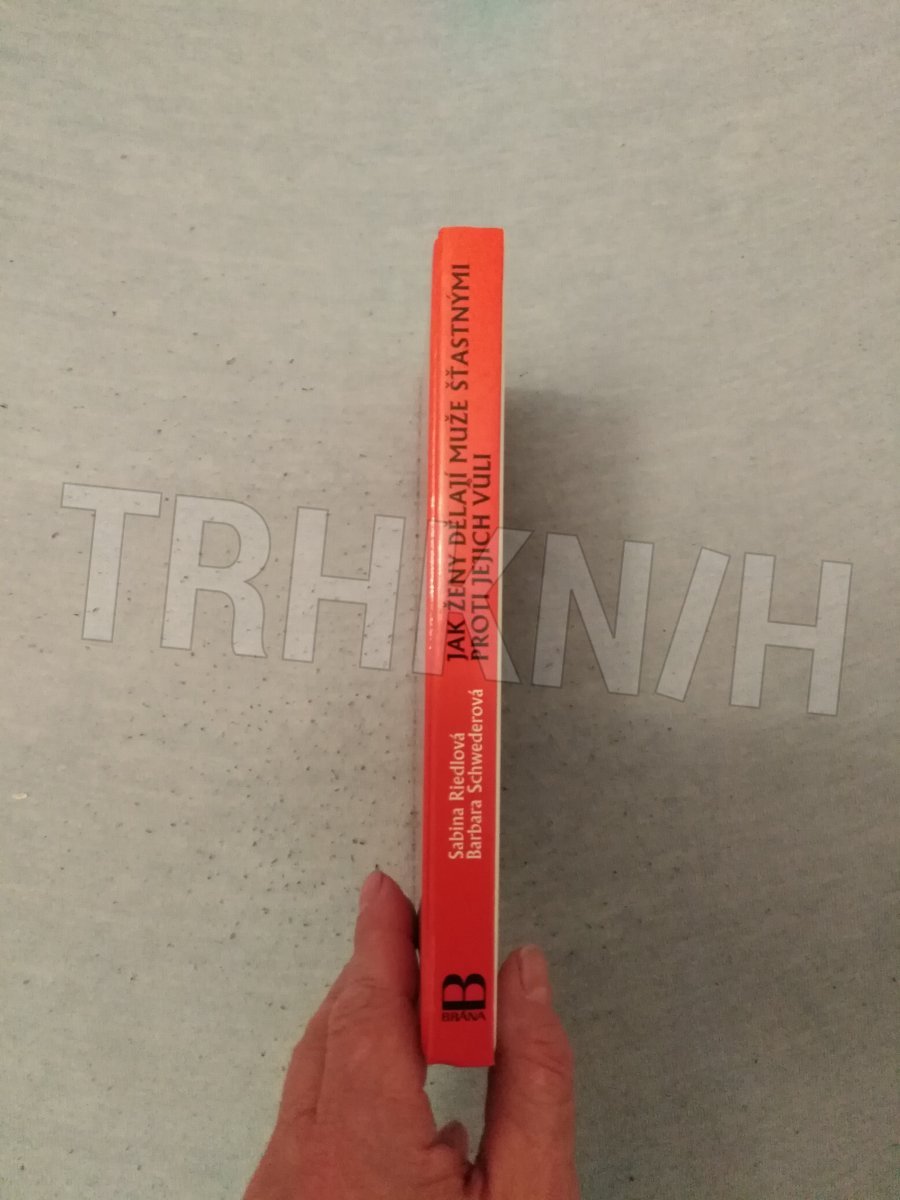 JAK ŽENY DĚLAJÍ MUŽE ŠŤASTNÝMI
PROTI JEJICH VŮLI
Sabina Riedlová
Barbara Schwederová
B
BRÁNA
TRHKNIH